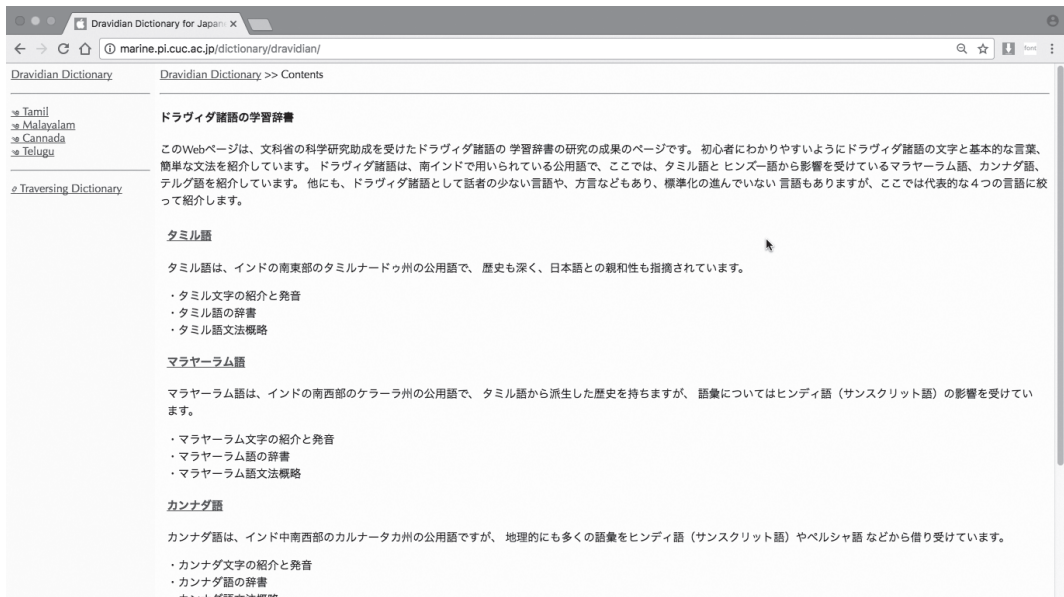 Dravidian Dictionary for Japan
marine.pi.cuc.ac.jp/dictionary/dravidian/
font
Dravidian Dictionary
Tamil
Malayalam
Cannada
Telugu
Traversing Dictionary
Dravidian Dictionary >> Contents
ドラヴィダ諸語の学習辞書
このWebページは、文科省の科学研究助成を受けたドラヴィダ諸語の 学習辞書の研究の成果のページです。 初心者にわかりやすいようにドラヴィダ諸語の文字と基本的な言葉、
簡単な文法を紹介しています。 ドラヴィダ諸語は、南インドで用いられている公用語で、ここでは、タミル語と ヒンズー語から影響を受けているマラヤーラム語、カンナダ語、
テルグ語を紹介しています。 他にも、ドラヴィダ諸語として話者の少ない言語や、方言などもあり、標準化の進んでいない 言語もありますが、ここでは代表的な４つの言語に絞
って紹介します。
タミル語
タミル語は、インドの南東部のタミルナードゥ州の公用語で、 歴史も深く、日本語との親和性も指摘されています。
・タミル文字の紹介と発音
・タミル語の辞書
・タミル語文法概略
マラヤーラム語
マラヤーラム語は、インドの南西部のケラーラ州の公用語で、 タミル語から派生した歴史を持ちますが、 語彙についてはヒンディ語（サンスクリット語）の影響を受けてい
ます。
・マラヤーラム文字の紹介と発音
・マラヤーラム語の辞書
・マラヤーラム語文法概略
カンナダ語
カンナダ語は、インド中南西部のカルナータカ州の公用語ですが、 地理的にも多くの語彙をヒンディ語（サンスクリット語）やペルシャ語 などから借り受けています。
・カンナダ文字の紹介と発音
・カンナダ語の辞書